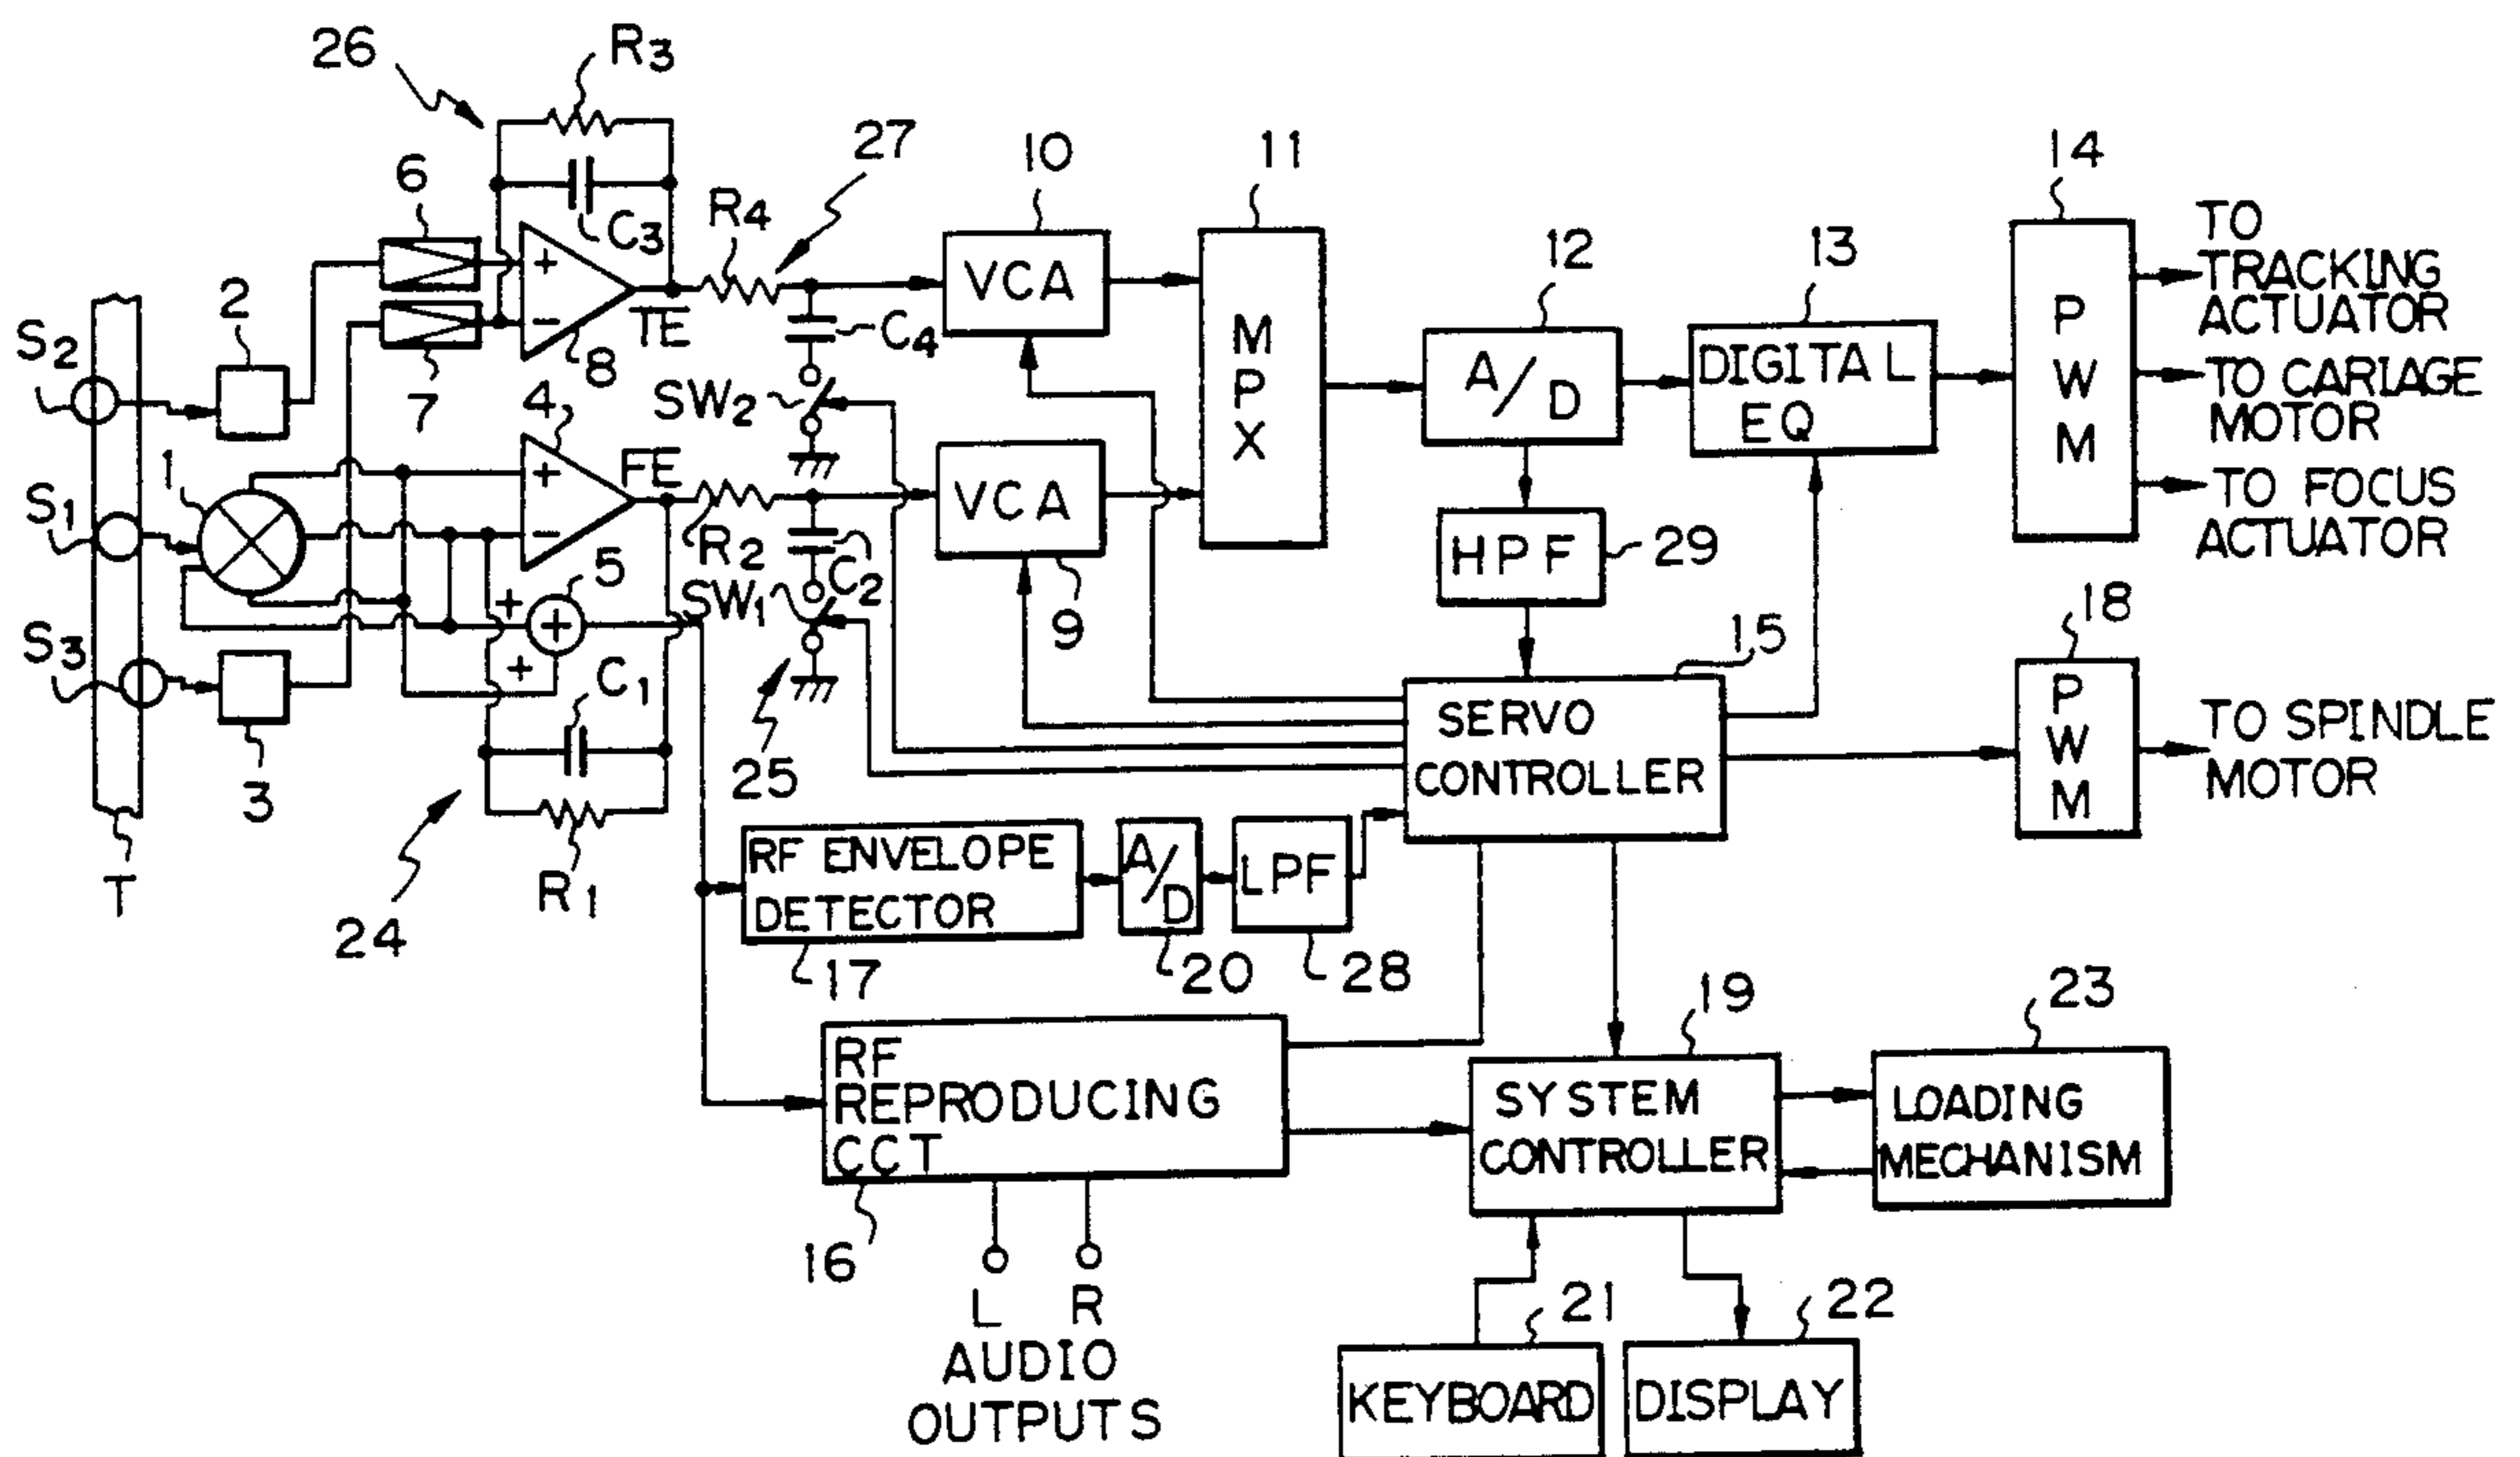 26
R3
27
6
R4
10
11
14
C3
TO
TRACKING
ACTUATOR
2
+
VCA
12
13
S2
−
TE
C4
M
P
X
A/D
DIGITAL
EQ
P
W
M
8
7
SW2
TO CARIAGE
MOTOR
4
1
+
FE
VCA
TO FOCUS
ACTUATOR
S1
−
R2
C2
HPF
29
5
SW1
+
+
9
18
S3
15
C1
P
W
M
TO SPINDLE
MOTOR
SERVO
CONTROLLER
3
25
T
R1
24
RF ENVELOPE
DETECTOR
A/D
LPF
17
20
28
19
23
RF
REPRODUCING
CCT
SYSTEM
CONTROLLER
LOADING
MECHANISM
16
L R
AUDIO
OUTPUTS
21
22
KEYBOARD
DISPLAY